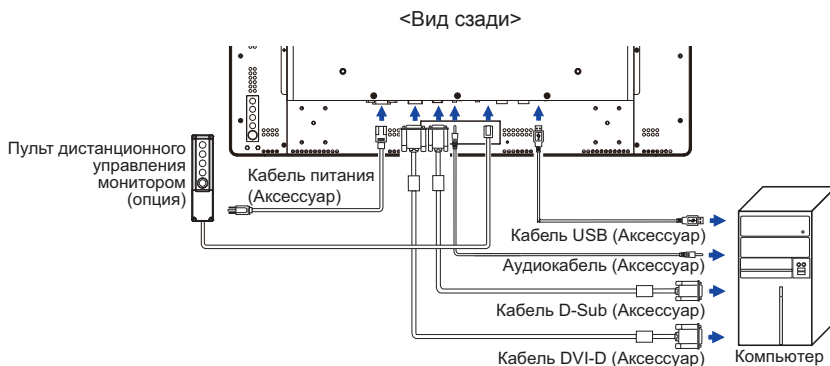 <Вид сзади>
Пульт дистанционного
управления
монитором
(опция)
Кабель питания
(Аксессуар)
Кабель USB (Аксессуар)
Аудиокабель (Аксессуар)
Кабель D-Sub (Аксессуар)
Кабель DVI-D (Аксессуар)
Компьютер